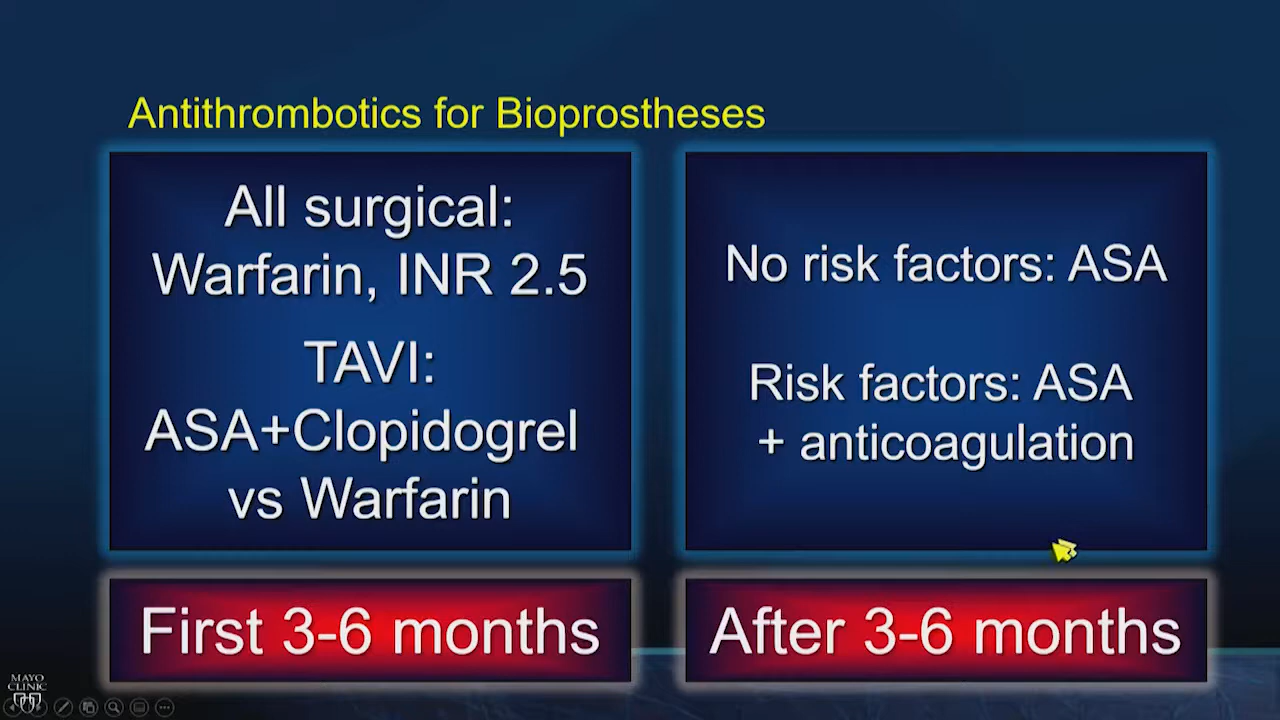 Antithrombotics for Bioprostheses
All surgical:
Warfarin, INR 2.5
TAVI:
ASA+Clopidogrel
vs Warfarin
First 3-6 months
No risk factors: ASA
Risk factors: ASA
+ anticoagulation
After 3-6 months
MAYO
CLINIC